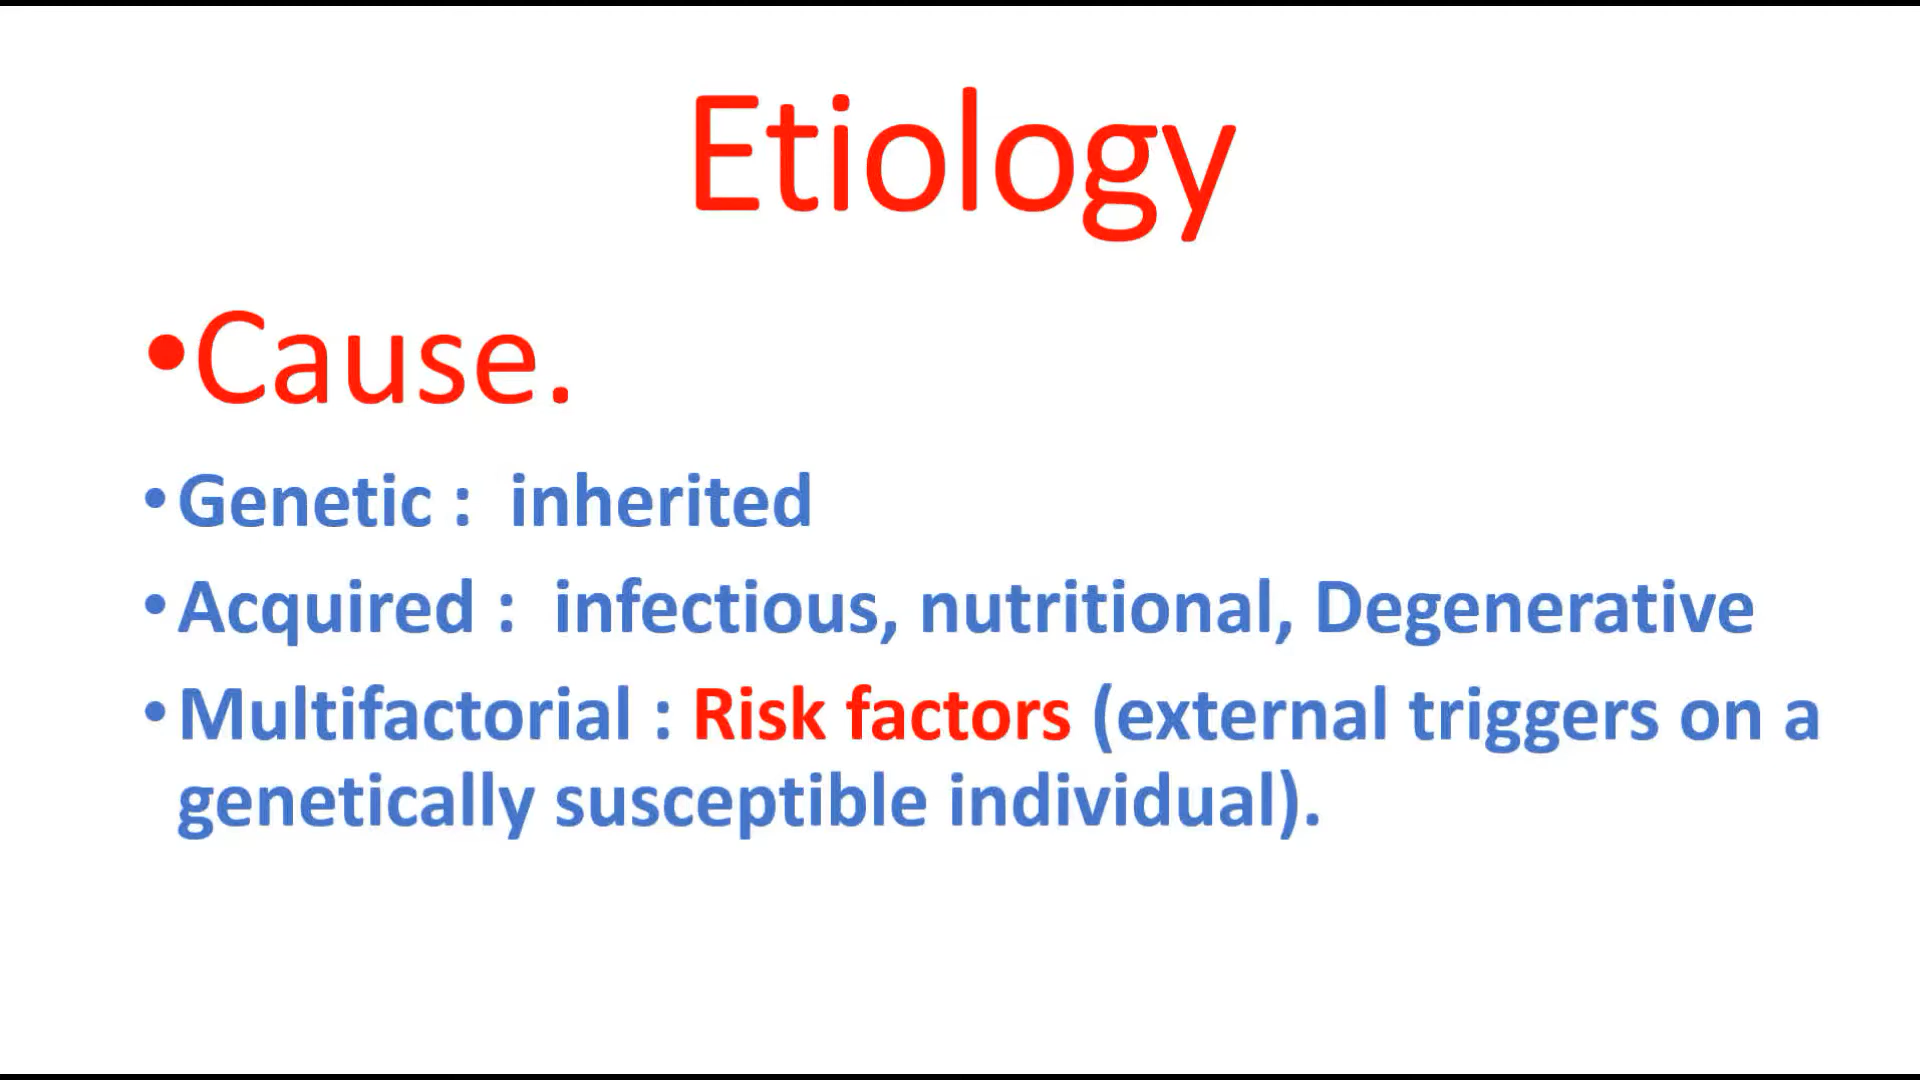 Etiology
•Cause.
•Genetic :  inherited
•Acquired :  infectious, nutritional, Degenerative
•Multifactorial : Risk factors (external triggers on a
genetically susceptible individual).